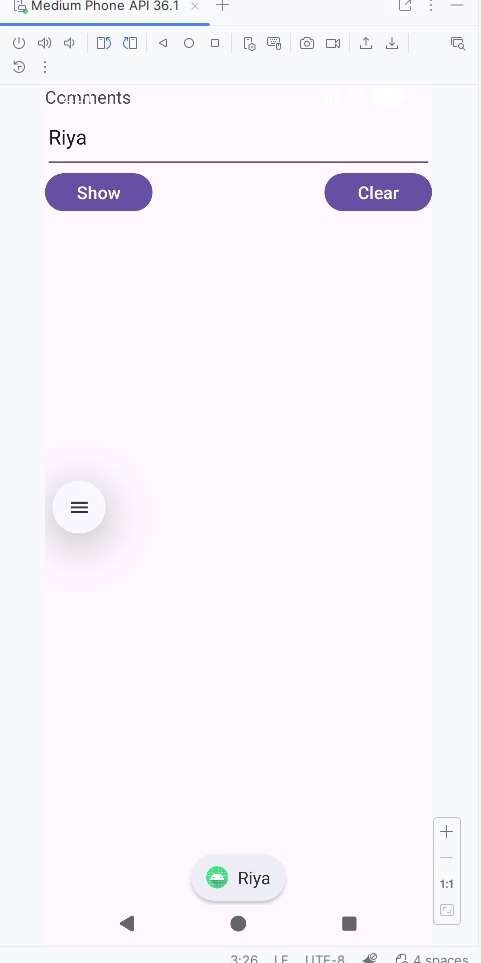 Medium Phone API 36.1
Comments
Riya
Show Clear
Riya
1:1
3:26 LF UTF-8 4 spaces